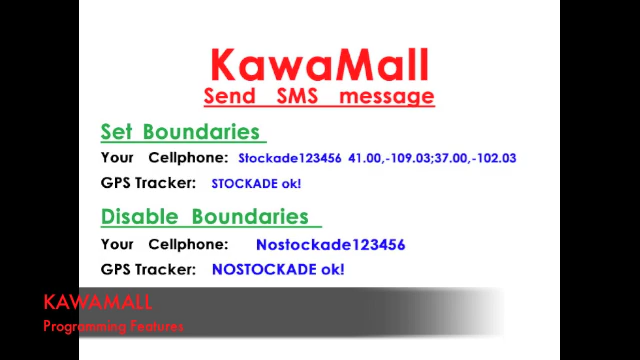 KawaMall
Send SMS message
Set Boundaries
Your Cellphone: Stockade123456 41.00,-109.03;37.00,-102.03
GPS Tracker: STOCKADE ok!
Disable Boundaries
Your Cellphone: Nostockade123456
GPS Tracker: NOSTOCKADE ok!
KAWAMALL
Programming Features